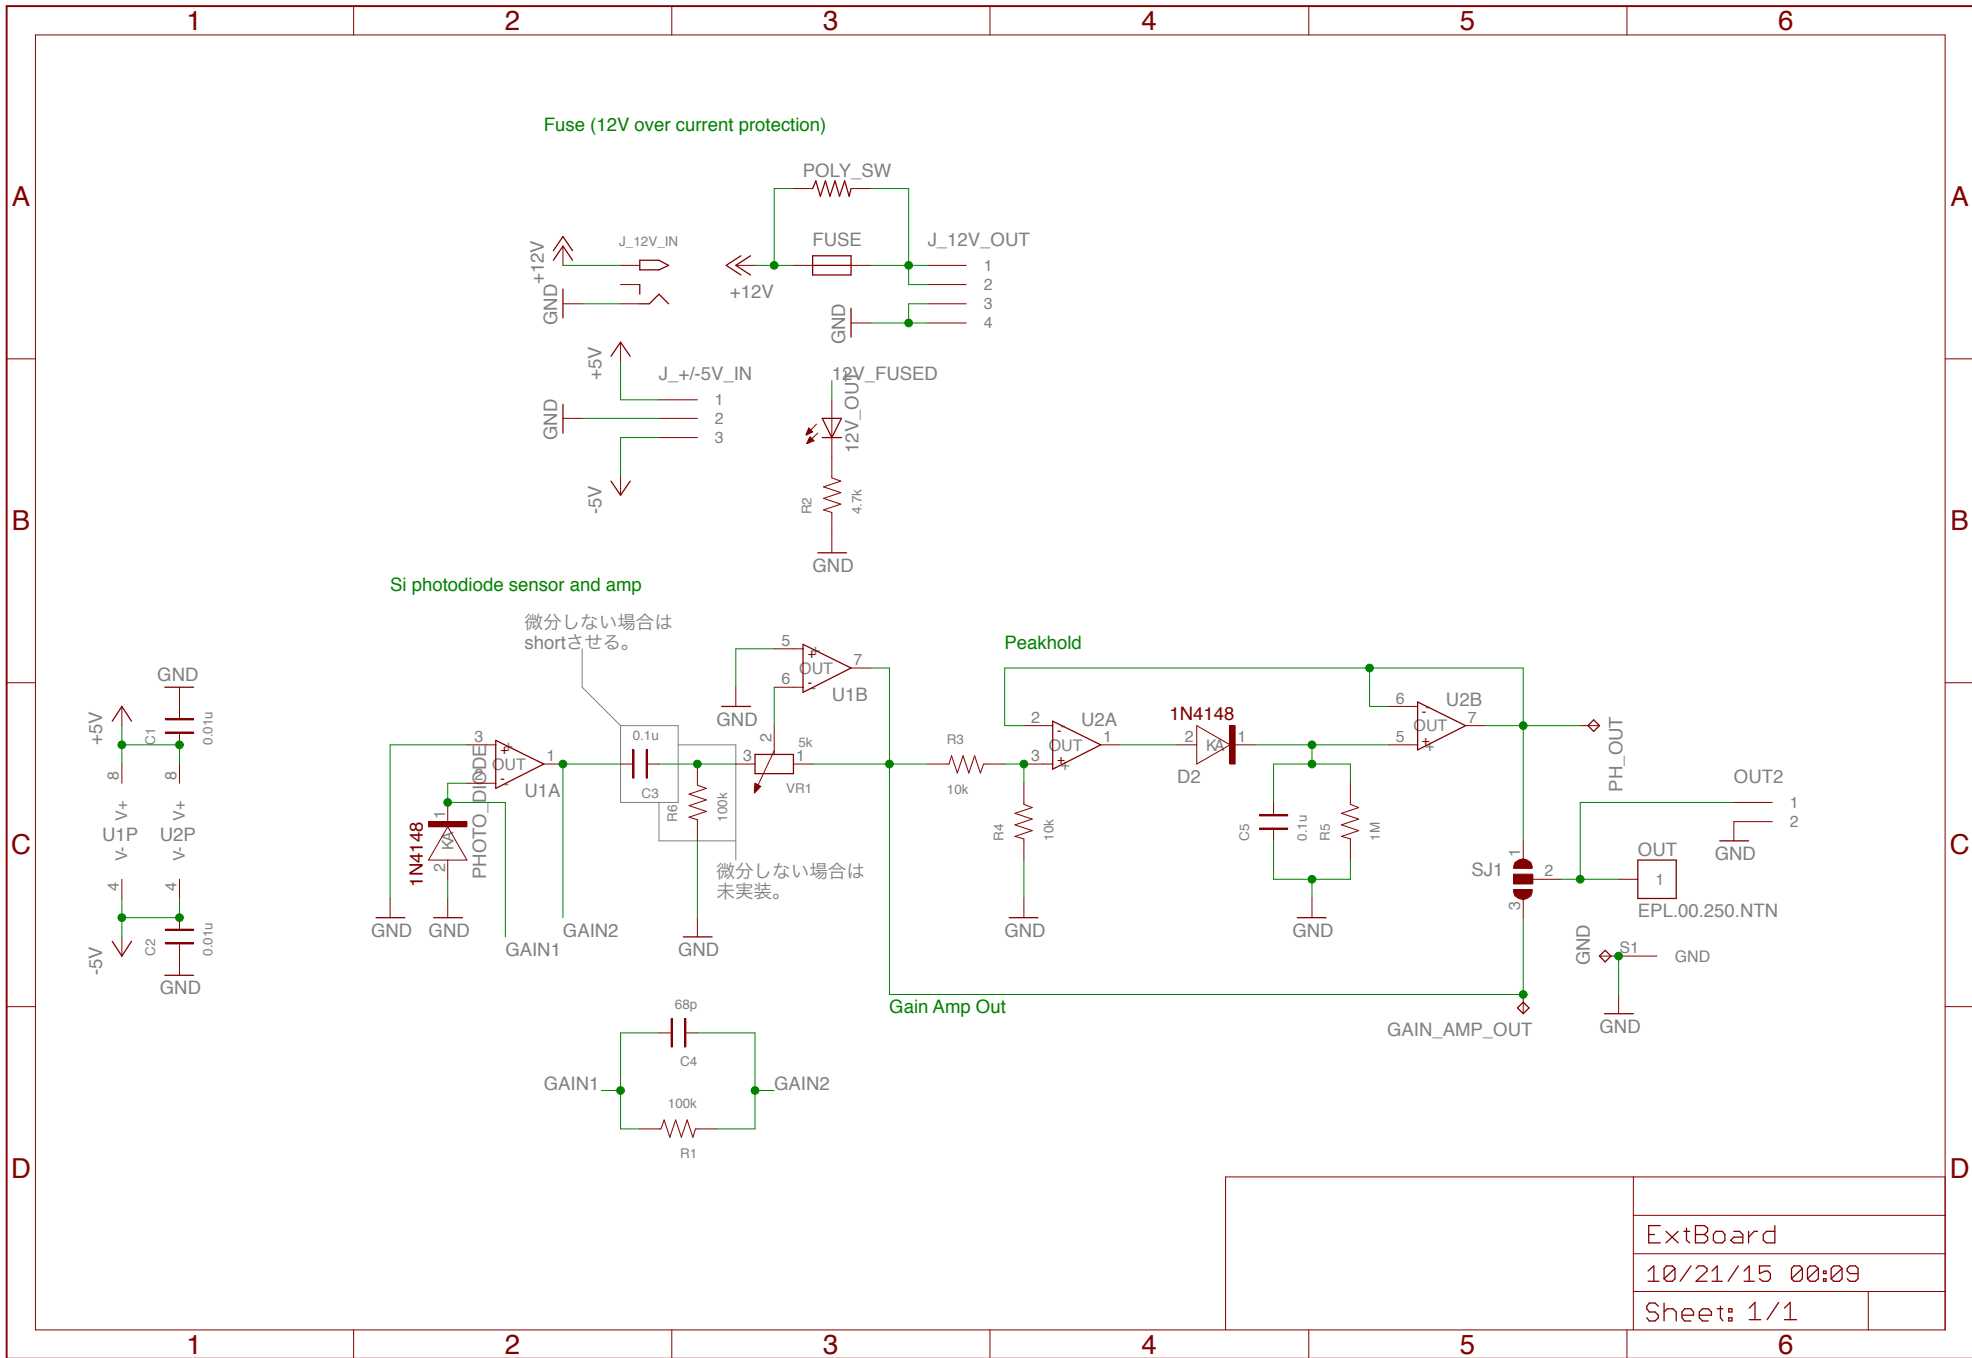 1 2 3 4 5 6
A A
Fuse (12V over current protection)
POLY_SW
FUSE
J_12V_IN
J_12V_OUT
+12V
+12V
GND
GND
1
2
3
4
B B
+5V
J_+/-5V_IN
GND
1
2
3
-5V
12V_FUSED
12V_OUT
R2
4.7k
GND
Si photodiode sensor and amp
微分しない場合は
shortさせる。
Peakhold
C C
GND
+5V
C1
0.01u
8 8
V+ V+
U1P U2P
V- V-
4 4
-5V
C2
0.01u
GND
3
2
+
-
OUT
1
U1A
PHOTO_DIODE
1N4148
1
KA
2
GND
GND
GAIN1
GAIN2
0.1u
C3
R6
100k
GND
微分しない場合は
未実装。
5
6
+
-
OUT
7
U1B
GND
2
3
5k
1
VR1
R3
10k
R4
10k
GND
2
3
-
+
OUT
1
U2A
1N4148
2
KA
1
D2
C5
0.1u
R5
1M
GND
6
5
-
+
OUT
7
U2B
PH_OUT
SJ1
1
2
3
OUT2
1
2
GND
OUT
1
EPL.00.250.NTN
GND
S1
GND
GND
Gain Amp Out
GAIN_AMP_OUT
D D
68p
C4
GAIN1
GAIN2
100k
R1
ExtBoard
10/21/15 00:09
Sheet: 1/1
1 2 3 4 5 6